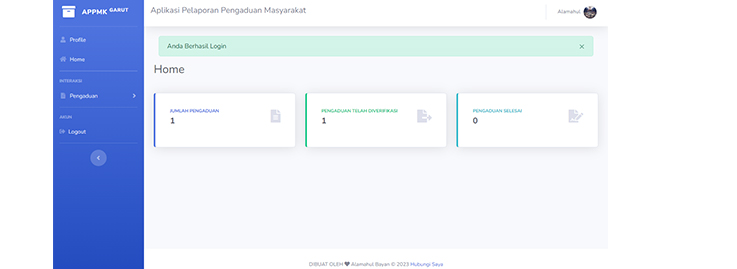 APPMK GARUT
Aplikasi Pelaporan Pengaduan Masyarakat
Alamahul
Profile
Home
INTERAKSI
Pengaduan
AKUN
Logout
Anda Berhasil Login
Home
JUMLAH PENGADUAN
1
PENGADUAN TELAH DIVERIFIKASI
1
PENGADUAN SELESAI
0
DIBUAT OLEH Alamahul Bayan © 2023 Hubungi Saya